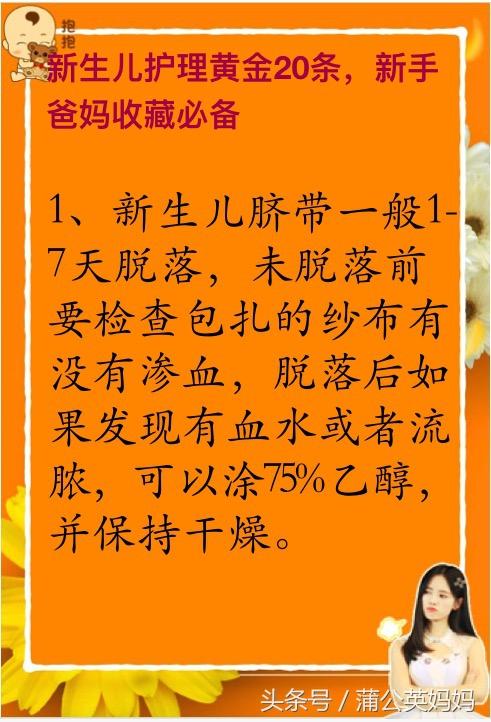 抱抱
新生儿护理黄金20条，新手
爸妈收藏必备
1、新生儿脐带一般1-
7天脱落，未脱落前
要检查包扎的纱布有
没有渗血，脱落后如
果发现有血水或者流
脓，可以涂75%乙醇，
并保持干燥。
头条号 / 蒲公英妈妈